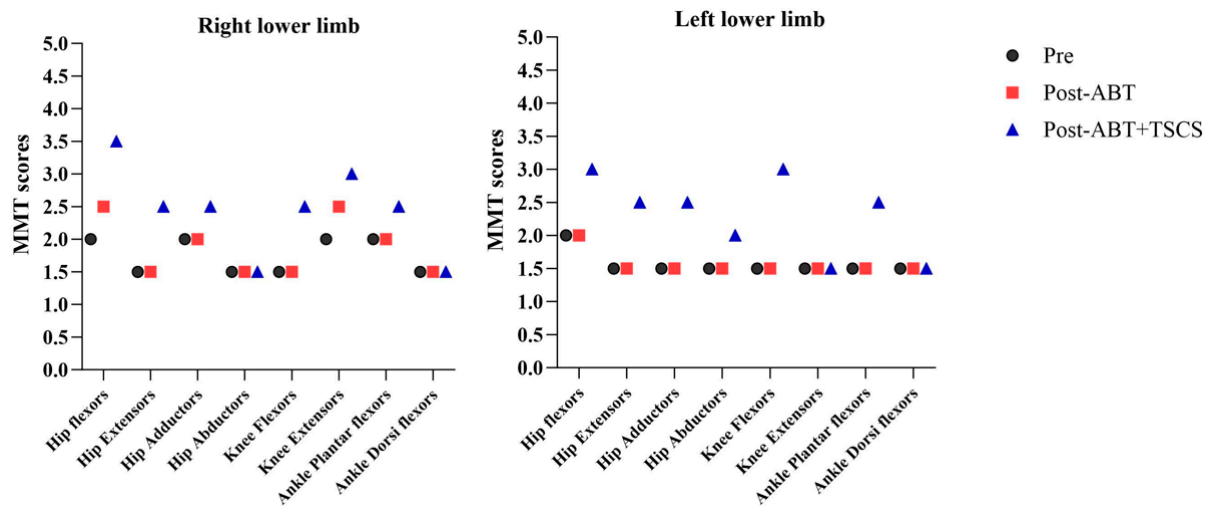 Right lower limb
5.0
4.5
4.0
3.5
3.0
2.5
2.0
1.5
1.0
0.5
0.0
MMT scores
Hip flexors
Hip Extensors
Hip Adductors
Hip Abductors
Knee Flexors
Knee Extensors
Ankle Plantar flexors
Ankle Dorsi flexors
Left lower limb
5.0
4.5
4.0
3.5
3.0
2.5
2.0
1.5
1.0
0.5
0.0
MMT scores
Hip flexors
Hip Extensors
Hip Adductors
Hip Abductors
Knee Flexors
Knee Extensors
Ankle Plantar flexors
Ankle Dorsi flexors
Pre
Post-ABT
Post-ABT+TSCS